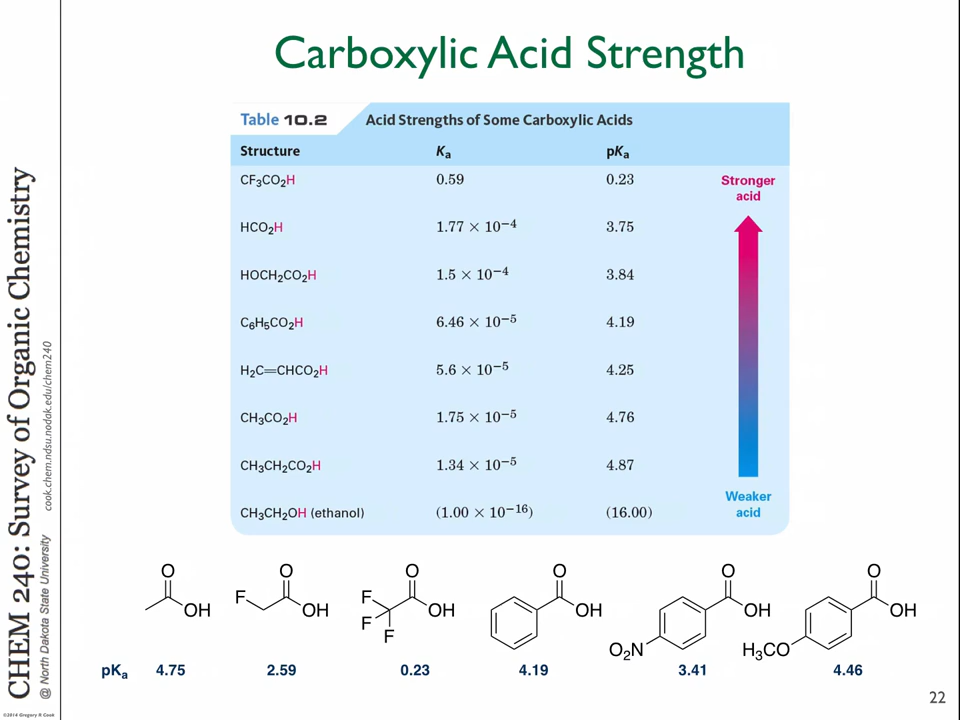 Carboxylic Acid Strength
Table 10.2 Acid Strengths of Some Carboxylic Acids
Structure Ka pKa
CF3CO2H 0.59 0.23
Stronger
acid
HCO2H 1.77 × 10−4 3.75
HOCH2CO2H 1.5 × 10−4 3.84
C6H5CO2H 6.46 × 10−5 4.19
H2C=CHCO2H 5.6 × 10−5 4.25
CH3CO2H 1.75 × 10−5 4.76
CH3CH2CO2H 1.34 × 10−5 4.87
Weaker
acid
CH3CH2OH (ethanol) (1.00 × 10−16) (16.00)
O O O O O O
F F
OH OH F OH OH OH OH
F
O2N H3CO
pKa 4.75 2.59 0.23 4.19 3.41 4.46
22
CHEM 240: Survey of Organic Chemistry
@ North Dakota State University cook.chem.ndsu.nodak.edu/chem240
©2014 Gregory R Cook